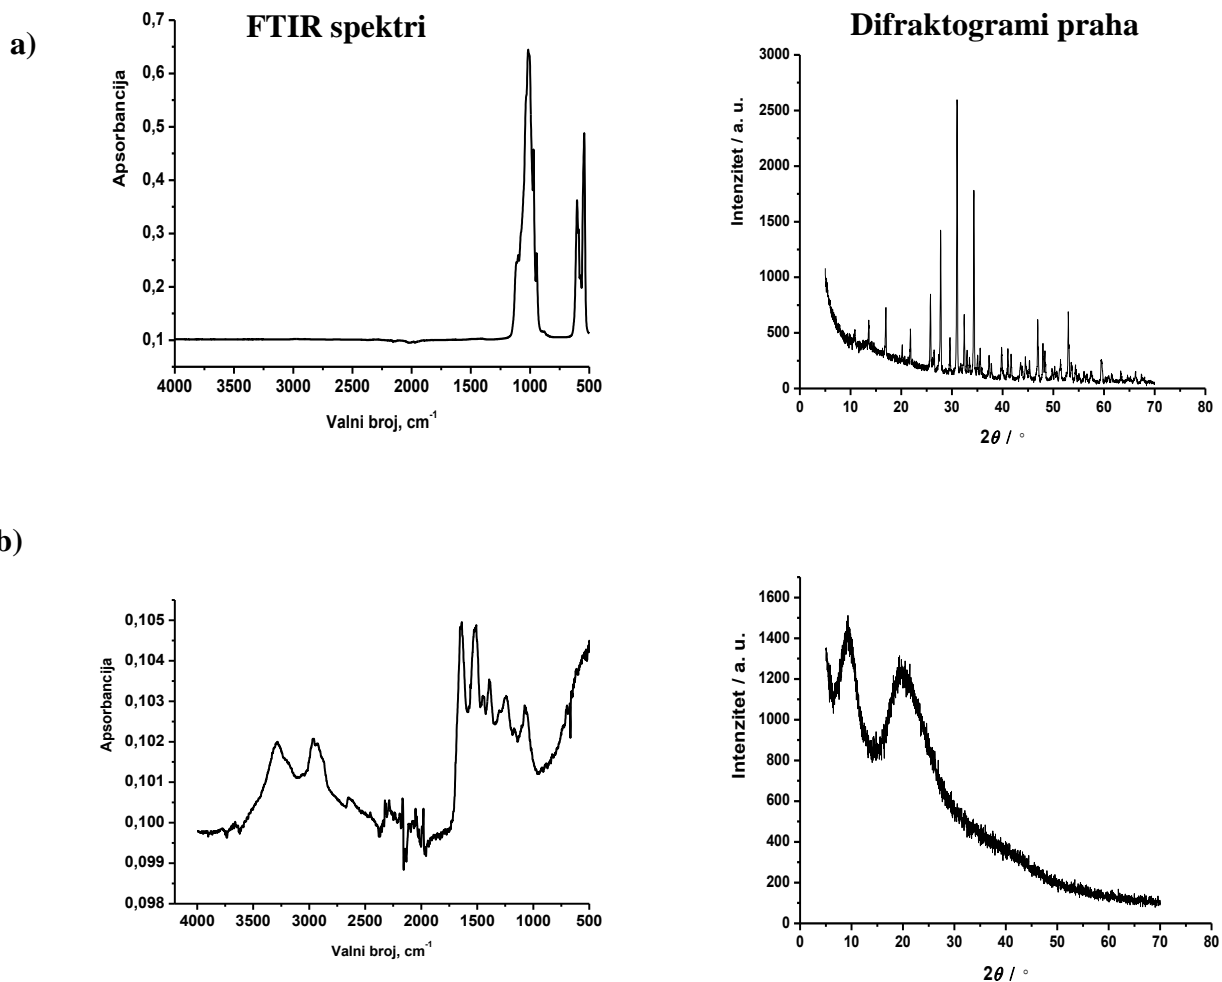 FTIR spektri
Difraktogrami praha
a)
0,7
0,6
0,5
0,4
0,3
0,2
0,1
Apsorbancija
4000 3500 3000 2500 2000 1500 1000 500
Valni broj, cm⁻¹
3000
2500
2000
1500
1000
500
0
Intenzitet / a. u.
0 10 20 30 40 50 60 70 80
2θ / °
b)
0,105
0,104
0,103
0,102
0,101
0,100
0,099
0,098
Apsorbancija
4000 3500 3000 2500 2000 1500 1000 500
Valni broj, cm⁻¹
1600
1400
1200
1000
800
600
400
200
0
Intenzitet / a. u.
0 10 20 30 40 50 60 70 80
2θ / °